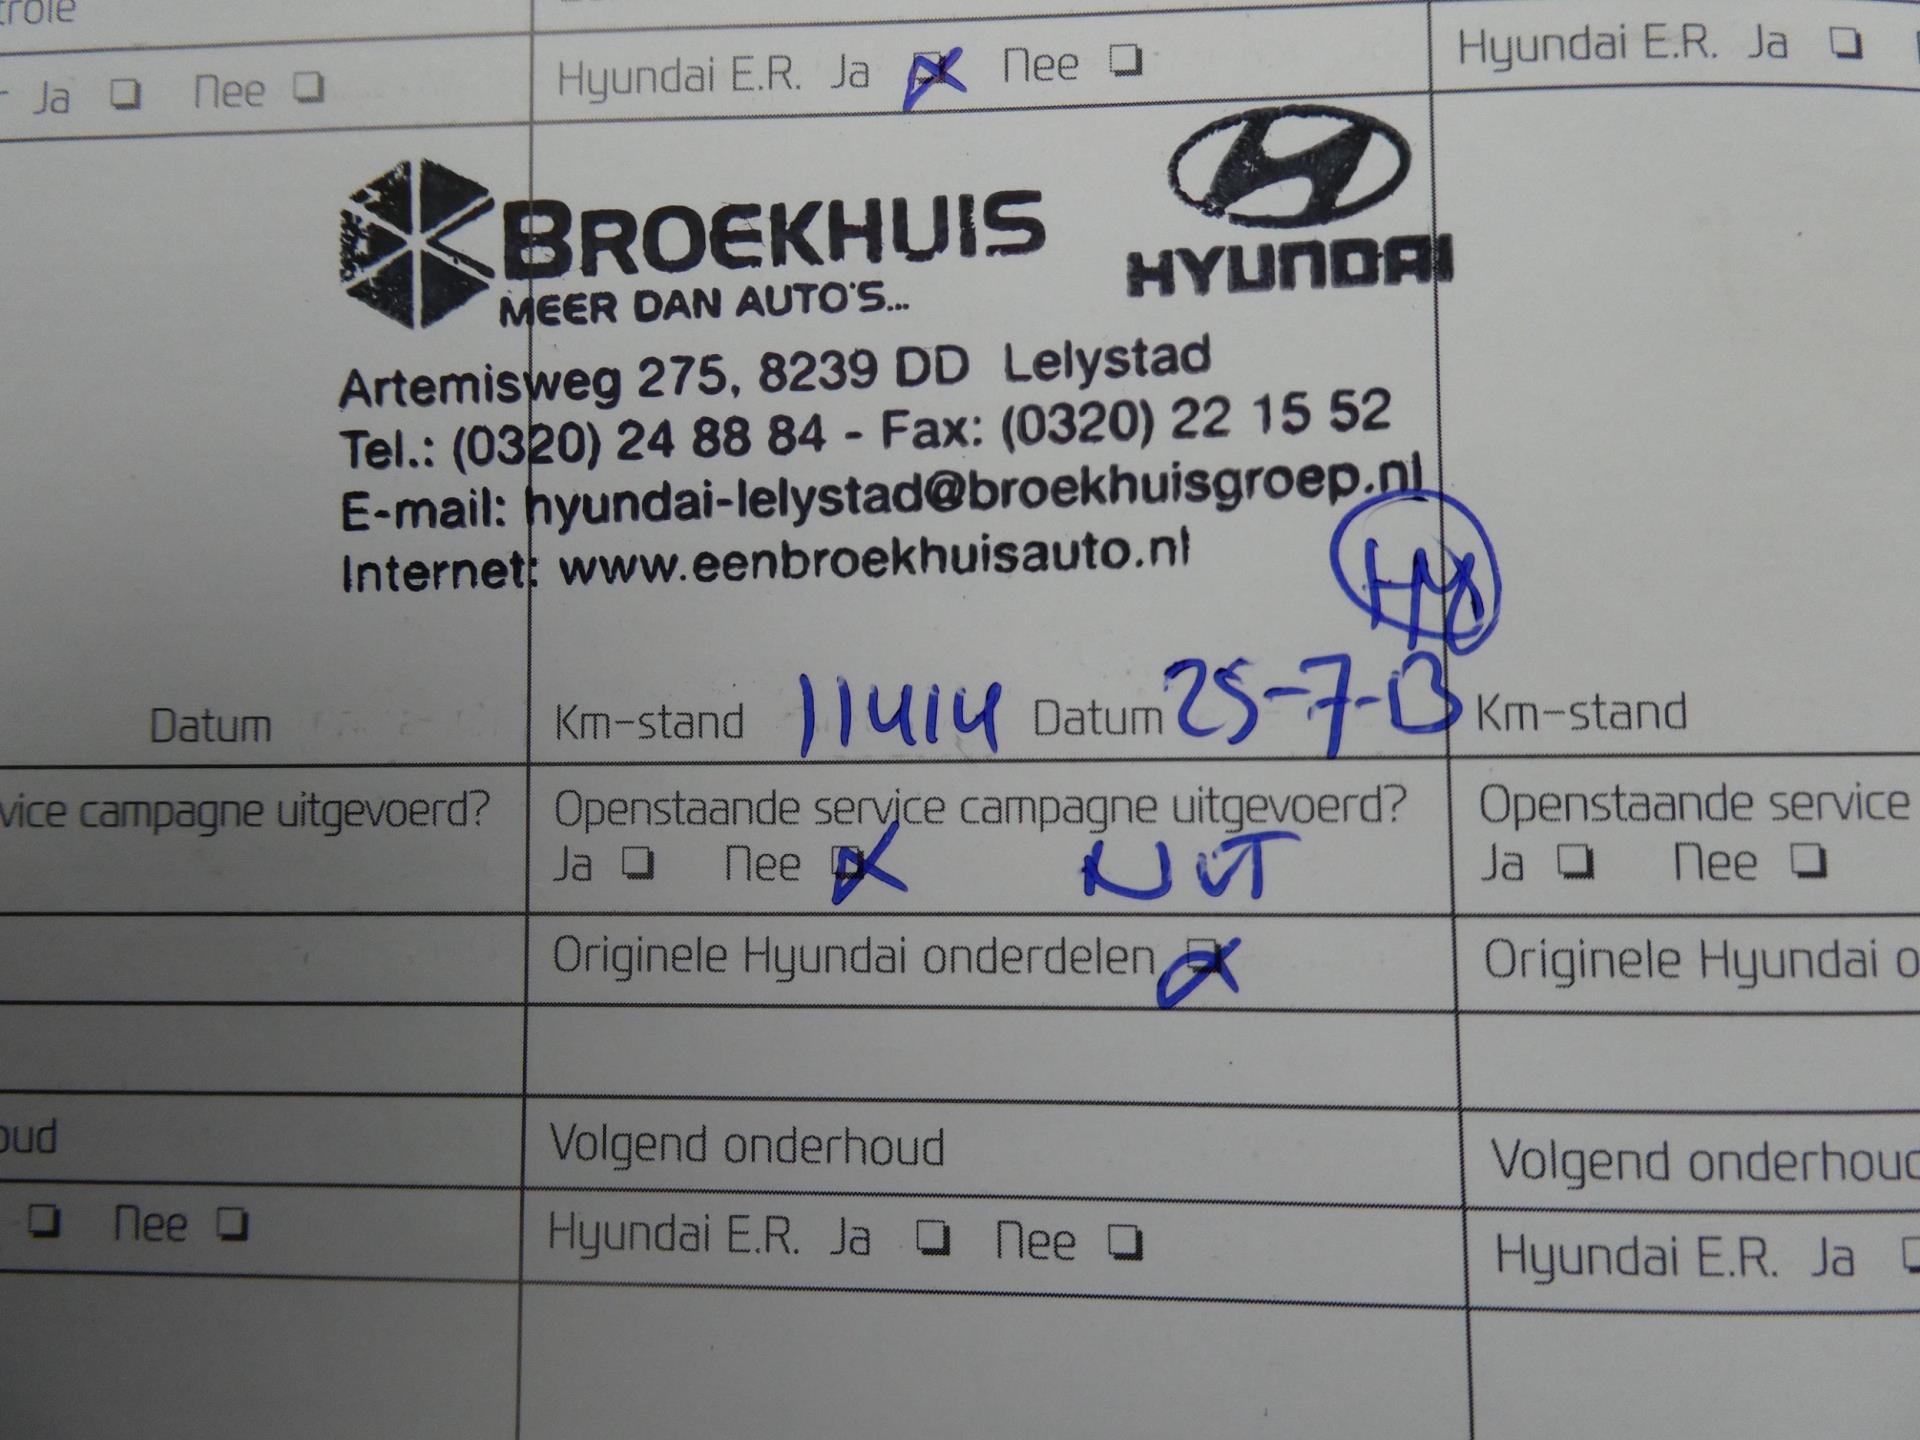 trole
Ja ❏ Nee ❏
Hyundai E.R. Ja ❏ Nee ❏
Hyundai E.R. Ja ❏
BROEKHUIS
MEER DAN AUTO'S...
HYUNDAI
Artemisweg 275, 8239 DD Lelystad
Tel.: (0320) 24 88 84 - Fax: (0320) 22 15 52
E-mail: hyundai-lelystad@broekhuisgroep.nl
Internet: www.eenbroekhuisauto.nl
Datum
Km-stand 11414 Datum 25-7-13
Km-stand
vice campagne uitgevoerd?
Openstaande service campagne uitgevoerd?
Ja ❏ Nee ❏ NVT
Openstaande service
Ja ❏ Nee ❏
Originele Hyundai onderdelen ❏
Originele Hyundai o
oud
Volgend onderhoud
Volgend onderhoud
❏ Nee ❏
Hyundai E.R. Ja ❏ Nee ❏
Hyundai E.R. Ja ❏